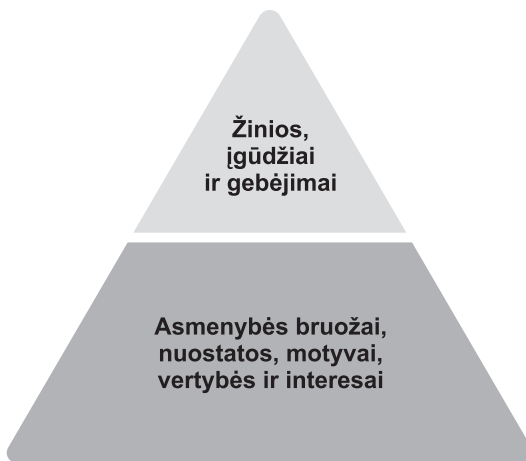 Žinios,
įgūdžiai
ir gebėjimai
Asmenybės bruožai,
nuostatos, motyvai,
vertybės ir interesai